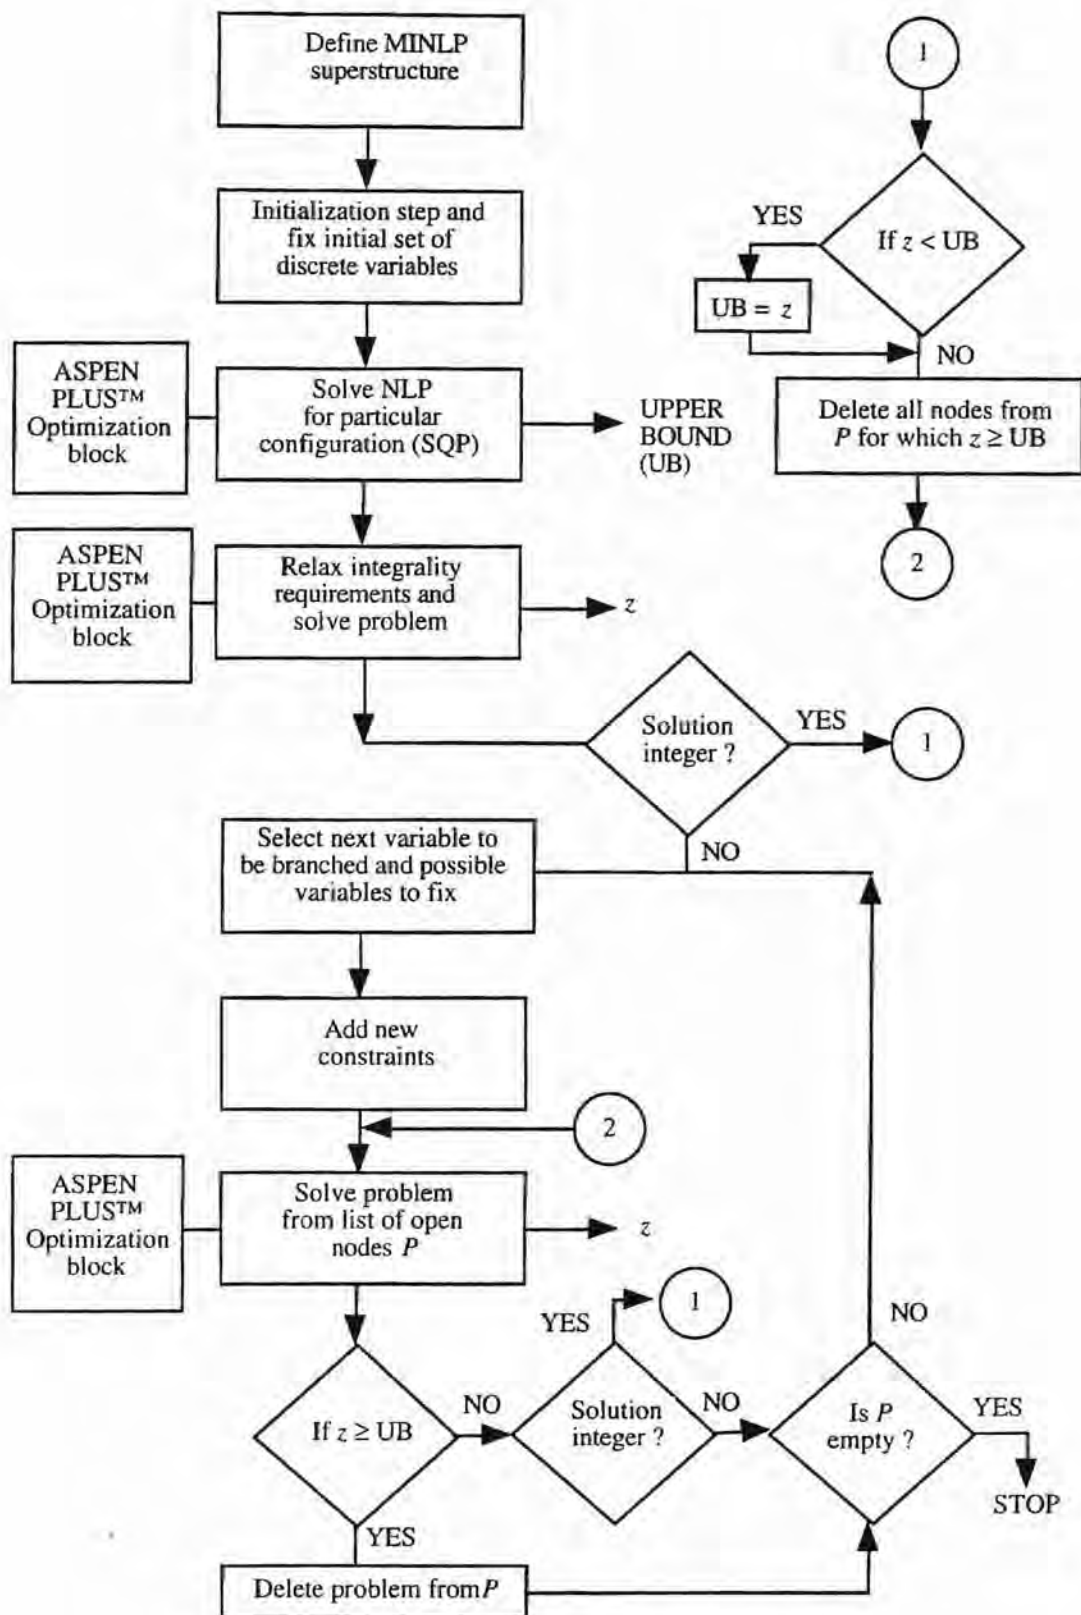 Define MINLP
superstructure
Initialization step and
fix initial set of
discrete variables
ASPEN
PLUS™
Optimization
block
Solve NLP
for particular
configuration (SQP)
UPPER
BOUND
(UB)
ASPEN
PLUS™
Optimization
block
Relax integrality
requirements and
solve problem
z
Solution
integer ?
YES
1
NO
Select next variable to
be branched and possible
variables to fix
Add new
constraints
2
ASPEN
PLUS™
Optimization
block
Solve problem
from list of open
nodes P
z
If z ≥ UB
NO
YES
Solution
integer ?
YES
1
NO
Is P
empty ?
NO
YES
STOP
Delete problem from P
1
If z < UB
YES
UB = z
NO
Delete all nodes from
P for which z ≥ UB
2